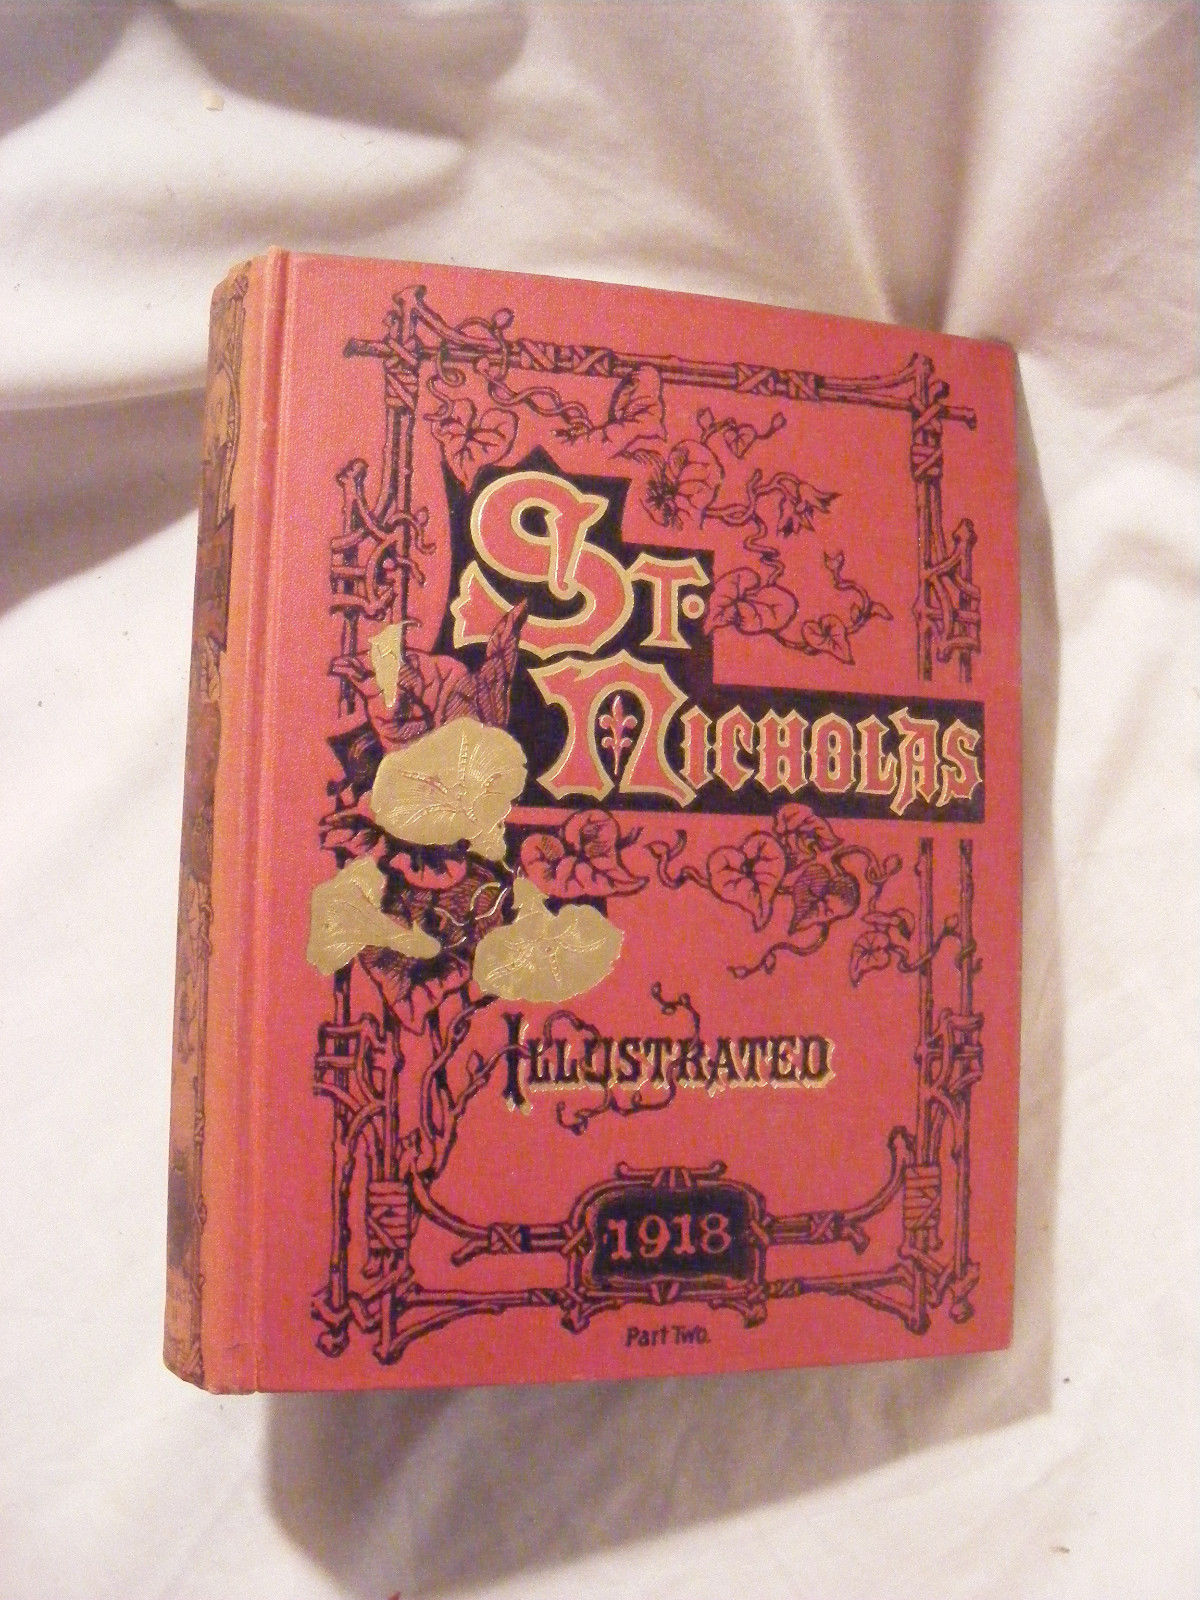 St.
Nicholas
Illustrated
1918
Part Two.